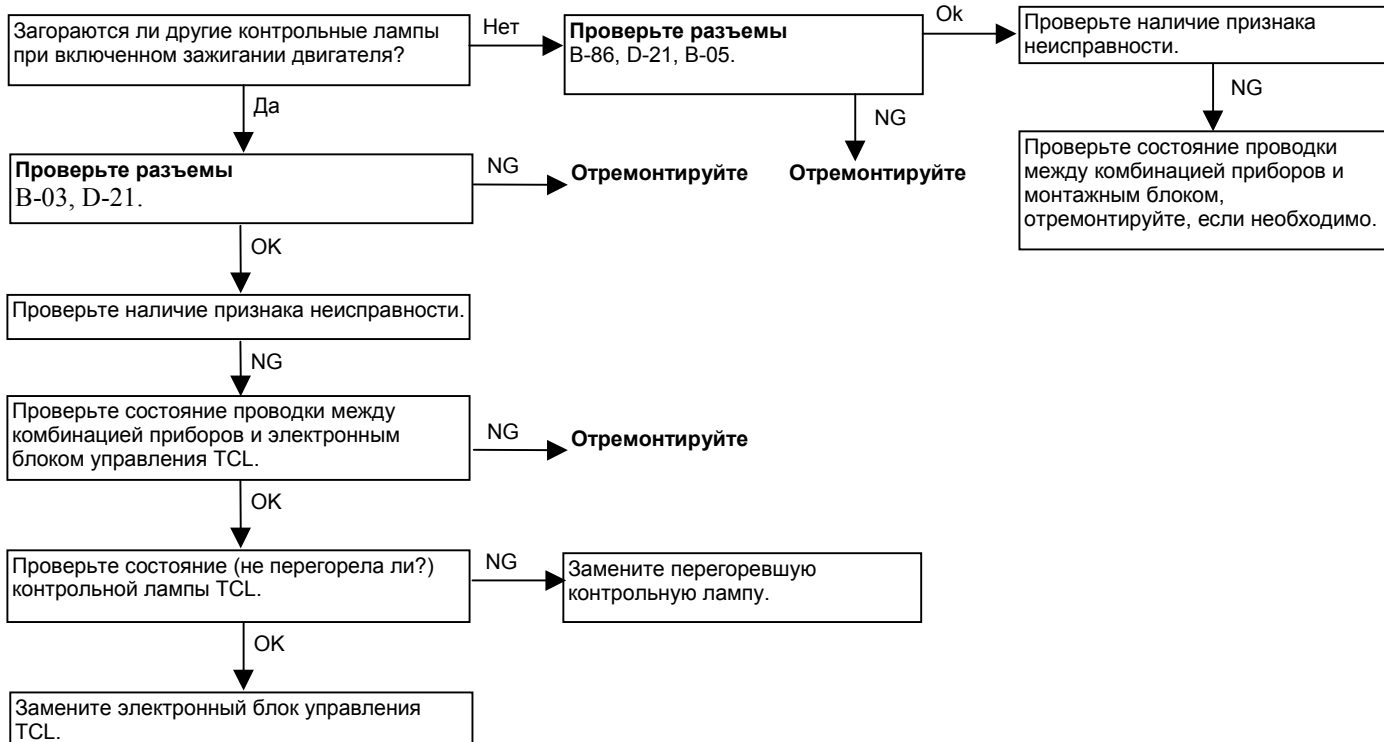 Загораются ли другие контрольные лампы
при включенном зажигании двигателя?
Нет
Проверьте разъемы
B-86, D-21, B-05.
Ok
Проверьте наличие признака
неисправности.
Да
NG
NG
Проверьте разъемы
B-03, D-21.
NG
Отремонтируйте
Отремонтируйте
Проверьте состояние проводки
между комбинацией приборов и
монтажным блоком,
отремонтируйте, если необходимо.
OK
Проверьте наличие признака неисправности.
NG
Проверьте состояние проводки между
комбинацией приборов и электронным
блоком управления TCL.
NG
Отремонтируйте
OK
Проверьте состояние (не перегорела ли?)
контрольной лампы TCL.
NG
Замените перегоревшую
контрольную лампу.
OK
Замените электронный блок управления
TCL.